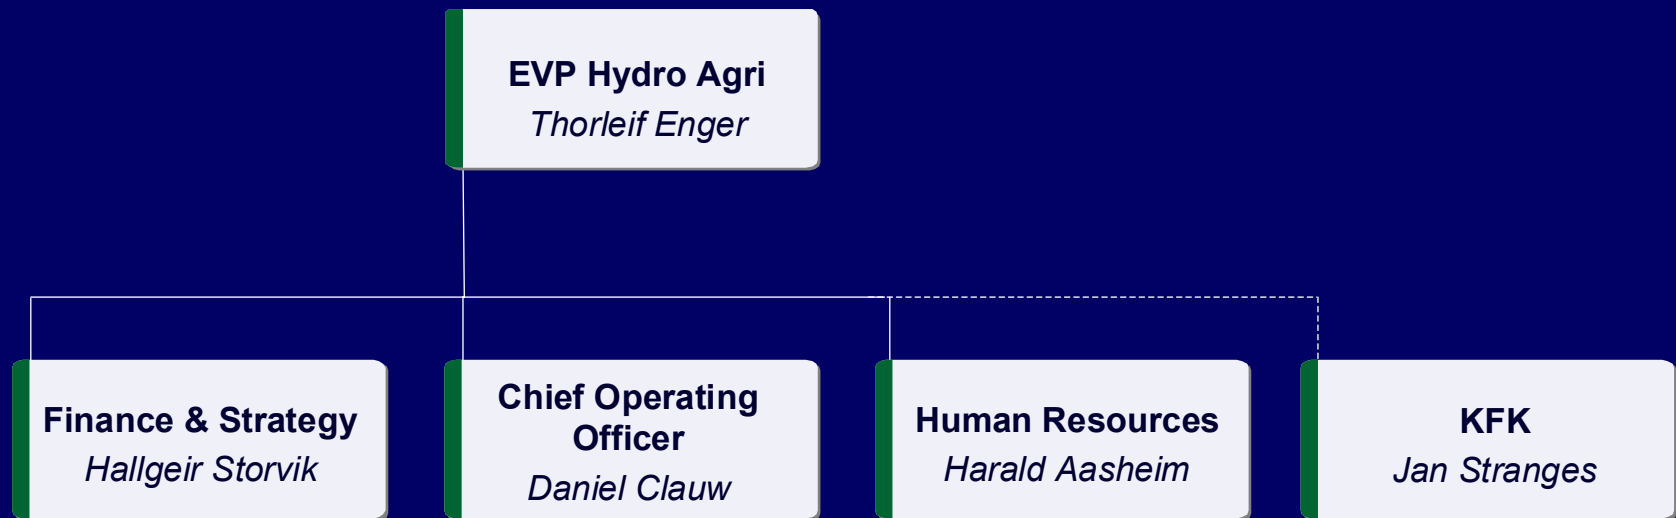 EVP Hydro Agri
Thorleif Enger
Finance & Strategy
Hallgeir Storvik
Chief Operating
Officer
Daniel Clauw
Human Resources
Harald Aasheim
KFK
Jan Stranges